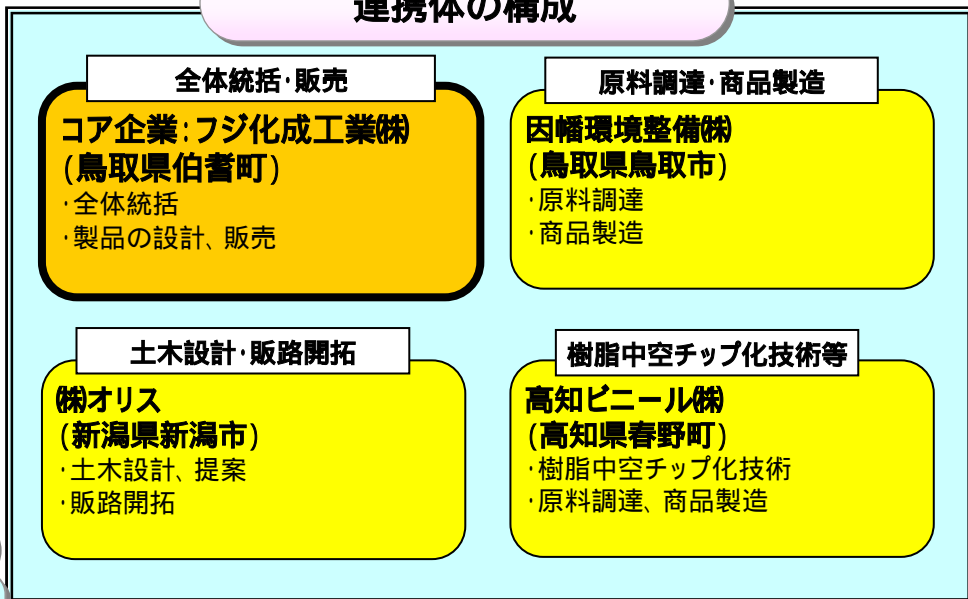 連携体の構成
全体統括・販売
コア企業:フジ化成工業㈱
(鳥取県伯耆町)
・全体統括
・製品の設計、販売
原料調達・商品製造
因幡環境整備㈱
(鳥取県鳥取市)
・原料調達
・商品製造
土木設計・販路開拓
㈱オリス
(新潟県新潟市)
・土木設計、提案
・販路開拓
樹脂中空チップ化技術等
高知ビニール㈱
(高知県春野町)
・樹脂中空チップ化技術
・原料調達、商品製造